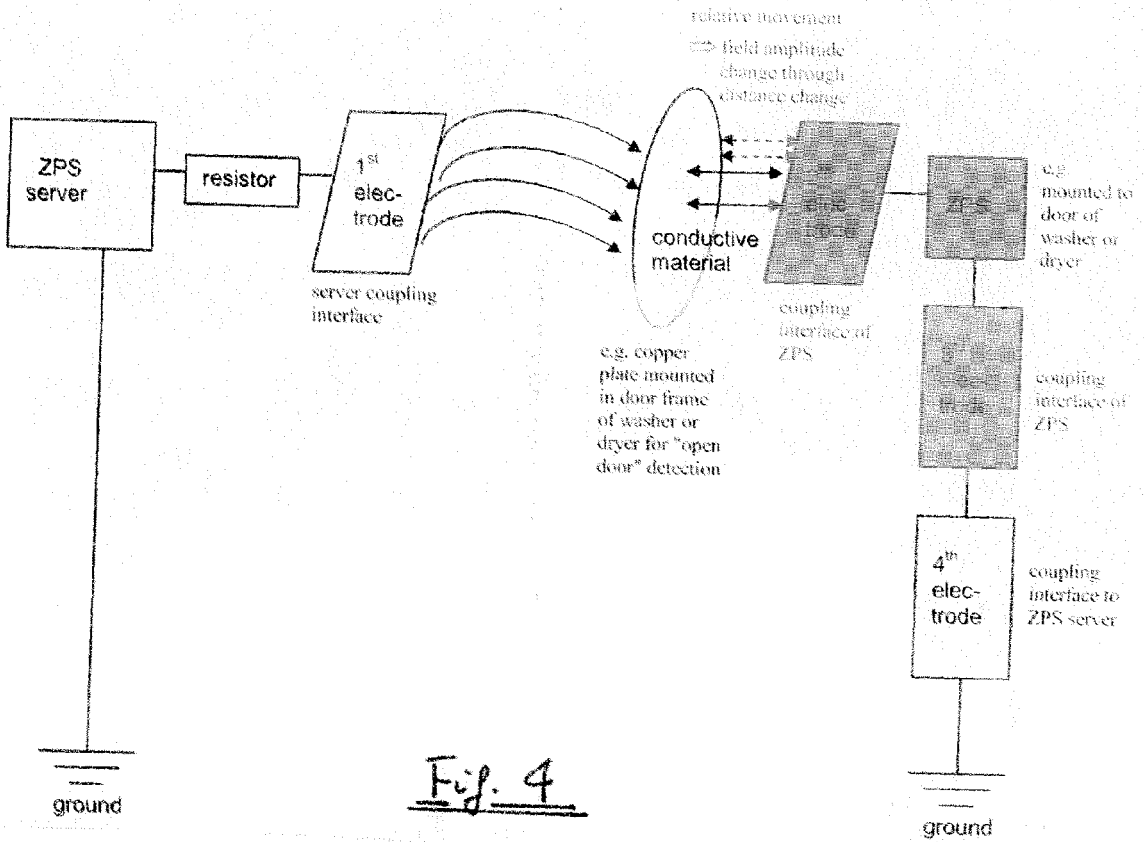 relative movement
⇒ field amplitude
change through
distance change
ZPS
server
resistor
1st
elec-
trode
server coupling
interface
conductive
material
e.g. copper
plate mounted
in door frame
of washer or
dryer for "open
door" detection
coupling
interface of
ZPS
ZPS
e.g.
mounted to
door of
washer or
dryer
coupling
interface of
ZPS
4th
elec-
trode
coupling
interface to
ZPS server
ground
ground
Fig. 4